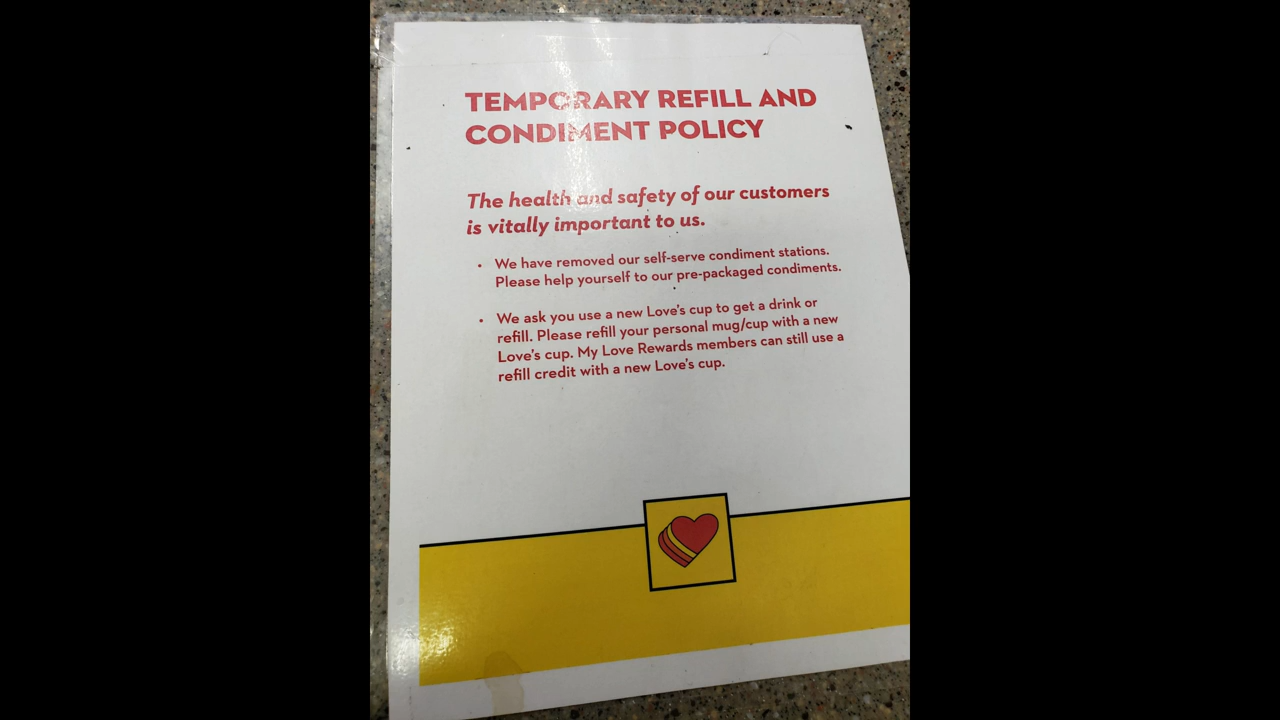 TEMPORARY REFILL AND
CONDIMENT POLICY
The health and safety of our customers
is vitally important to us.
• We have removed our self-serve condiment stations.
Please help yourself to our pre-packaged condiments.
• We ask you use a new Love's cup to get a drink or
refill. Please refill your personal mug/cup with a new
Love's cup. My Love Rewards members can still use a
refill credit with a new Love's cup.